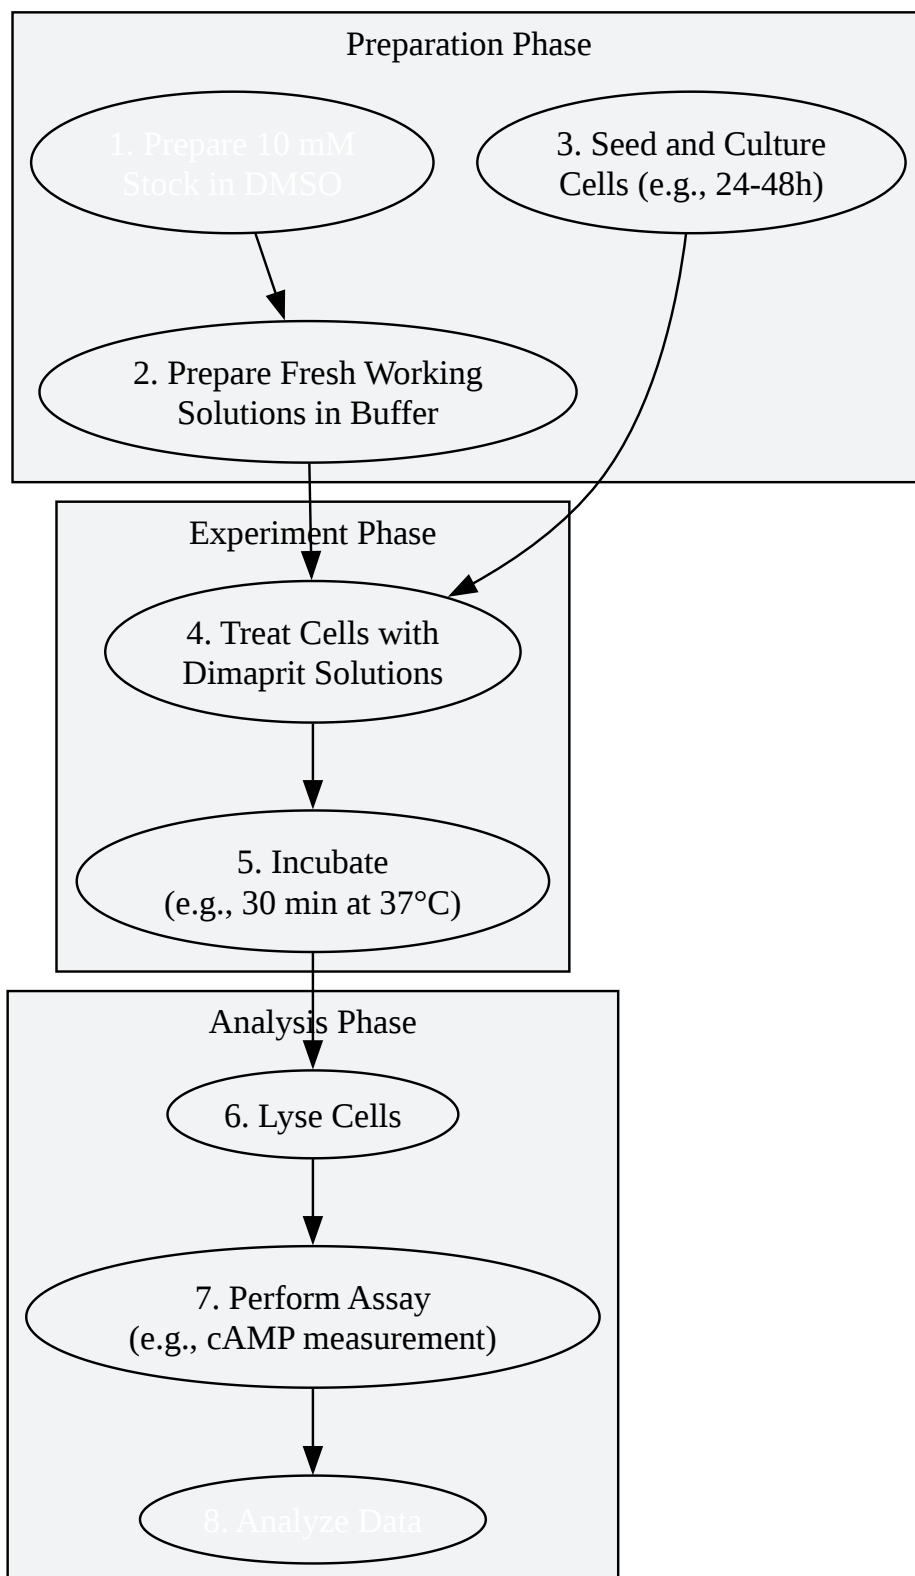 Preparation Phase
1. Prepare 10 mM
Stock in DMSO
3. Seed and Culture
Cells (e.g., 24-48h)
2. Prepare Fresh Working
Solutions in Buffer
Experiment Phase
4. Treat Cells with
Dimaprit Solutions
5. Incubate
(e.g., 30 min at 37°C)
Analysis Phase
6. Lyse Cells
7. Perform Assay
(e.g., cAMP measurement)
8. Analyze Data